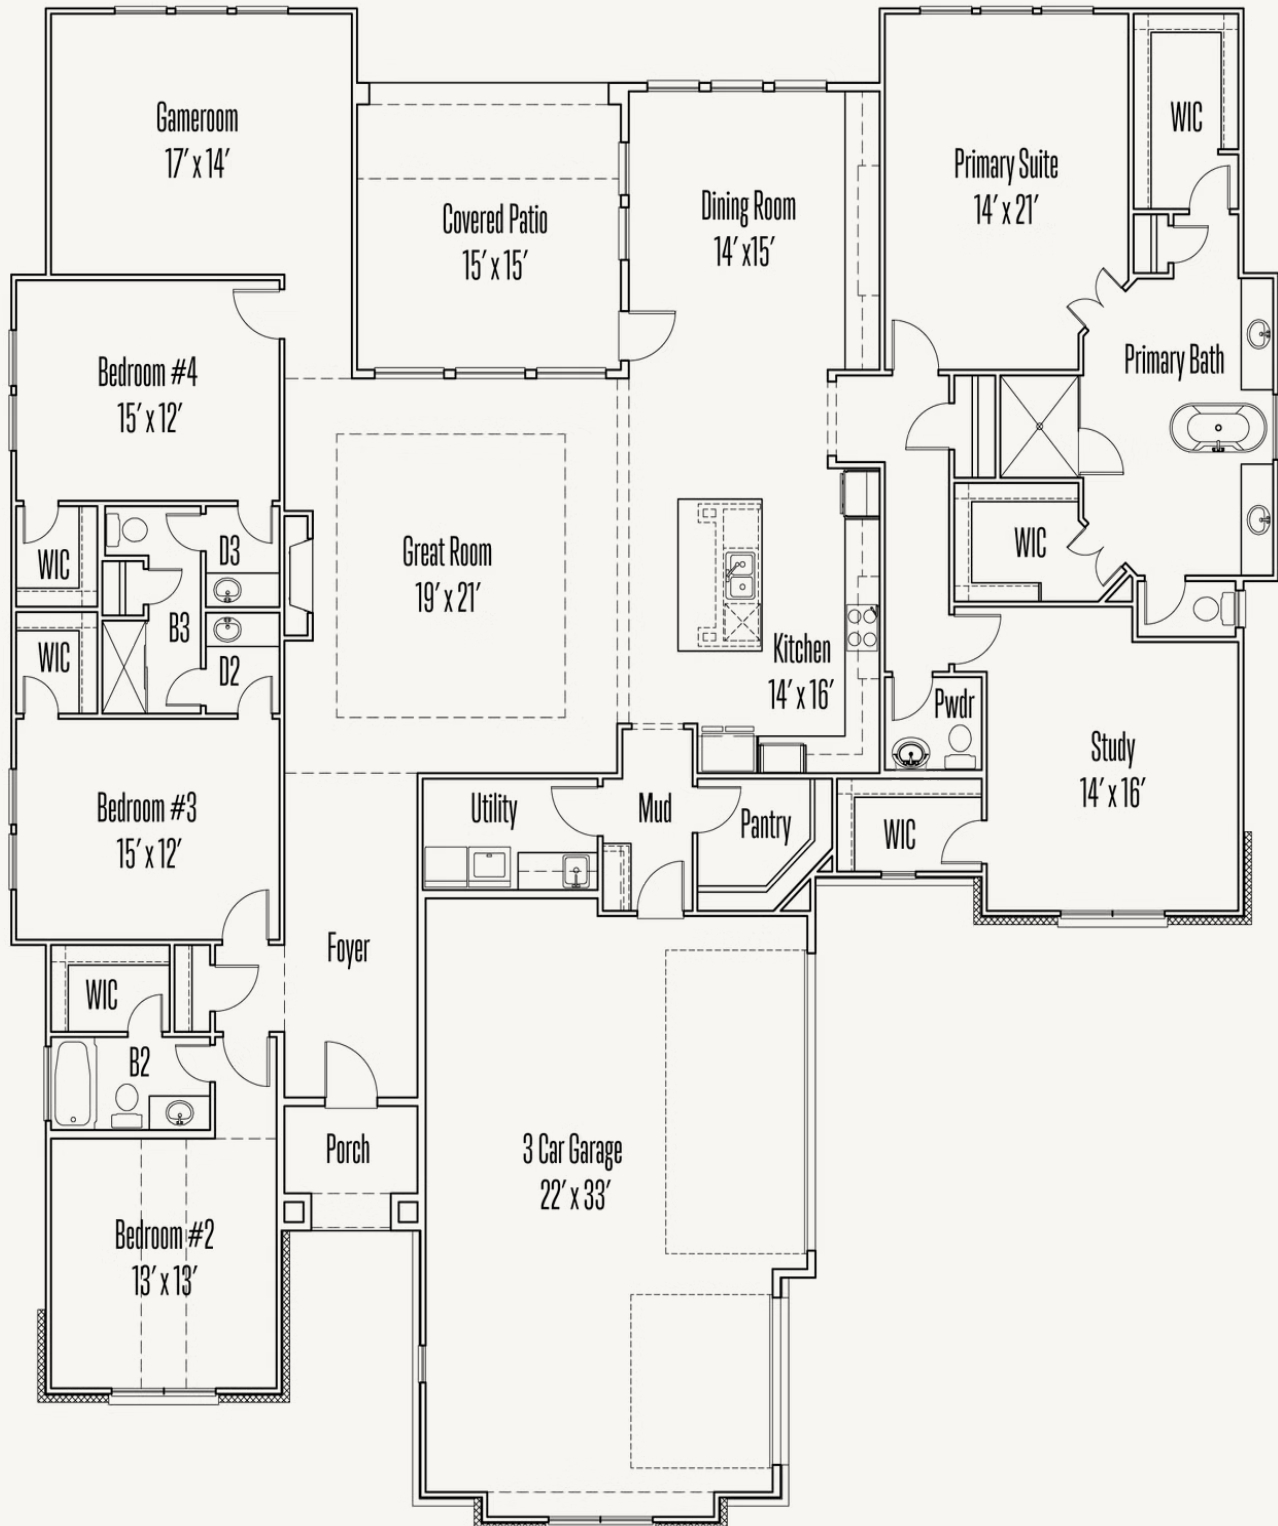 Gameroom
17' x 14'
Covered Patio
15' x 15'
Dining Room
14' x15'
Primary Suite
14' x 21'
WIC
Bedroom #4
15' x 12'
Primary Bath
WIC
D3
Great Room
19' x 21'
WIC
B3
WIC
D2
Kitchen
14' x 16'
Pwdr
Study
14' x 16'
Bedroom #3
15' x 12'
Utility
Mud
Pantry
WIC
Foyer
WIC
B2
Porch
3 Car Garage
22' x 33'
Bedroom #2
13' x 13'